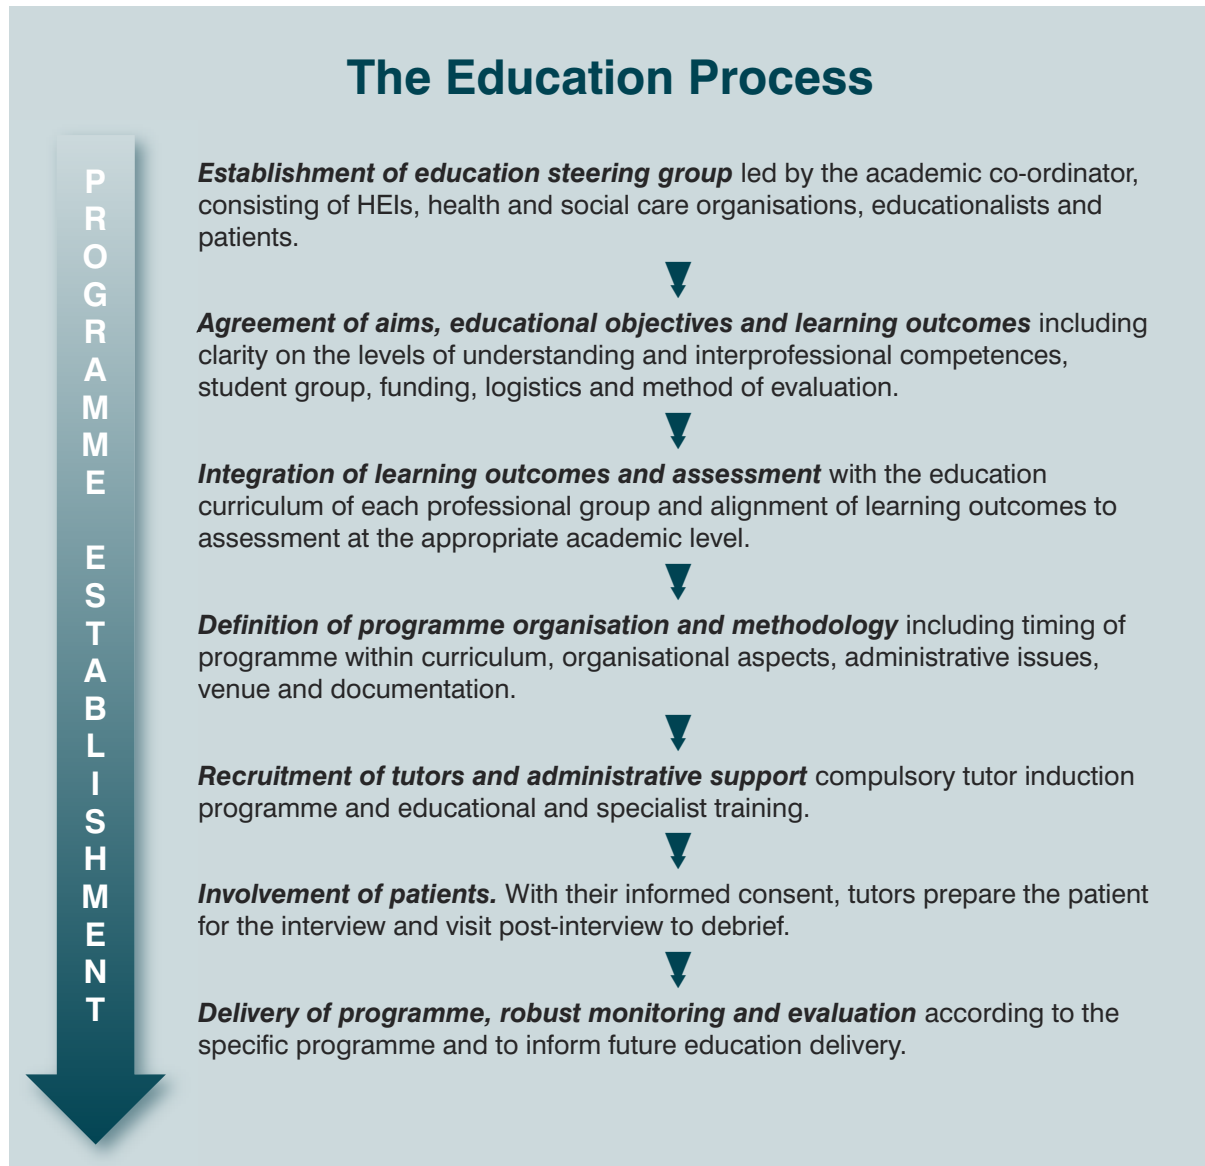 The Education Process
PROGRAMME ESTABLISHMENT
Establishment of education steering group led by the academic co-ordinator,
consisting of HEIs, health and social care organisations, educationalists and
patients.
Agreement of aims, educational objectives and learning outcomes including
clarity on the levels of understanding and interprofessional competences,
student group, funding, logistics and method of evaluation.
Integration of learning outcomes and assessment with the education
curriculum of each professional group and alignment of learning outcomes to
assessment at the appropriate academic level.
Definition of programme organisation and methodology including timing of
programme within curriculum, organisational aspects, administrative issues,
venue and documentation.
Recruitment of tutors and administrative support compulsory tutor induction
programme and educational and specialist training.
Involvement of patients. With their informed consent, tutors prepare the patient
for the interview and visit post-interview to debrief.
Delivery of programme, robust monitoring and evaluation according to the
specific programme and to inform future education delivery.